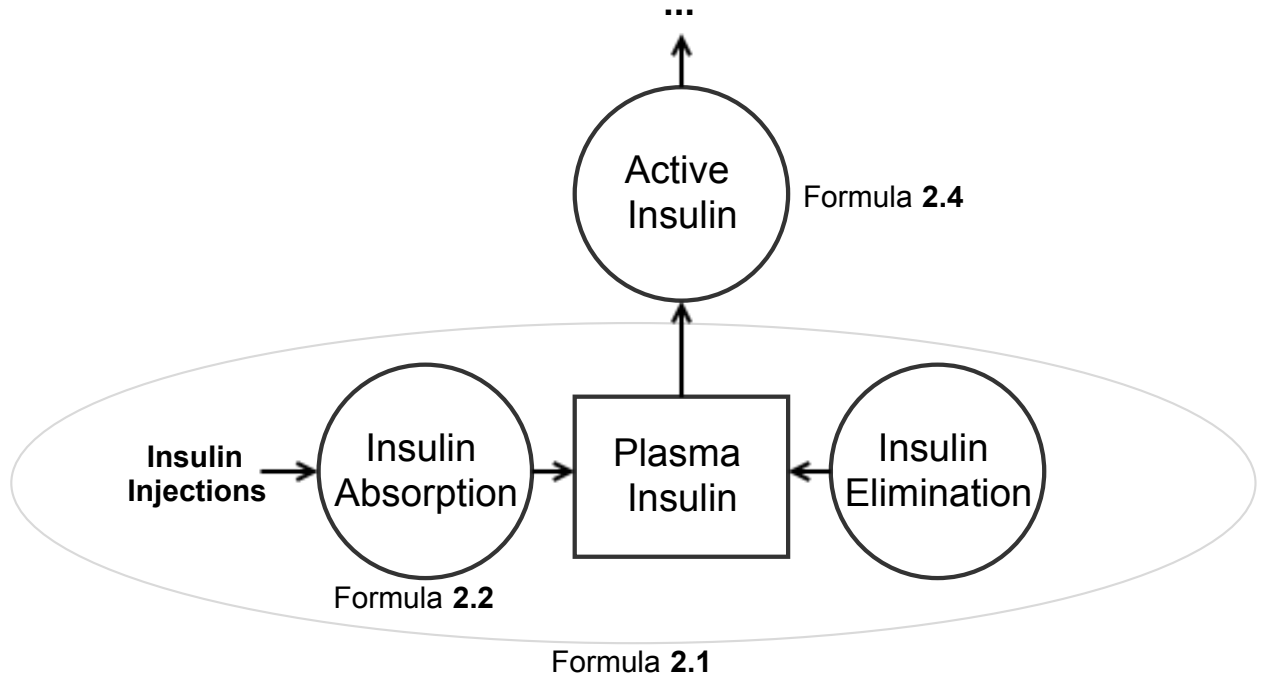 ...
Active
Insulin
Formula 2.4
Insulin
Injections
Insulin
Absorption
Plasma
Insulin
Insulin
Elimination
Formula 2.2
Formula 2.1